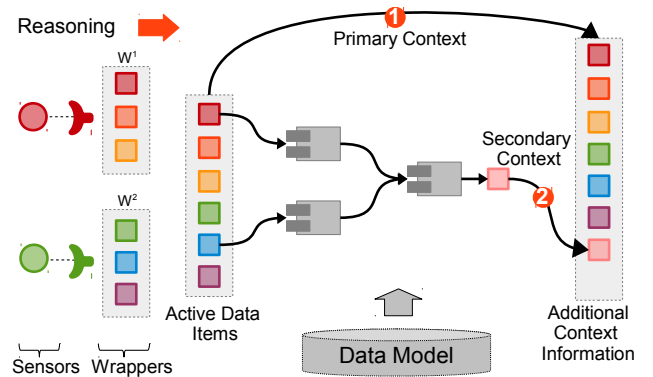 Reasoning
1
Primary Context
W1
Secondary
Context
2
W2
Active Data
Items
Additional
Context
Information
Data Model
Sensors
Wrappers